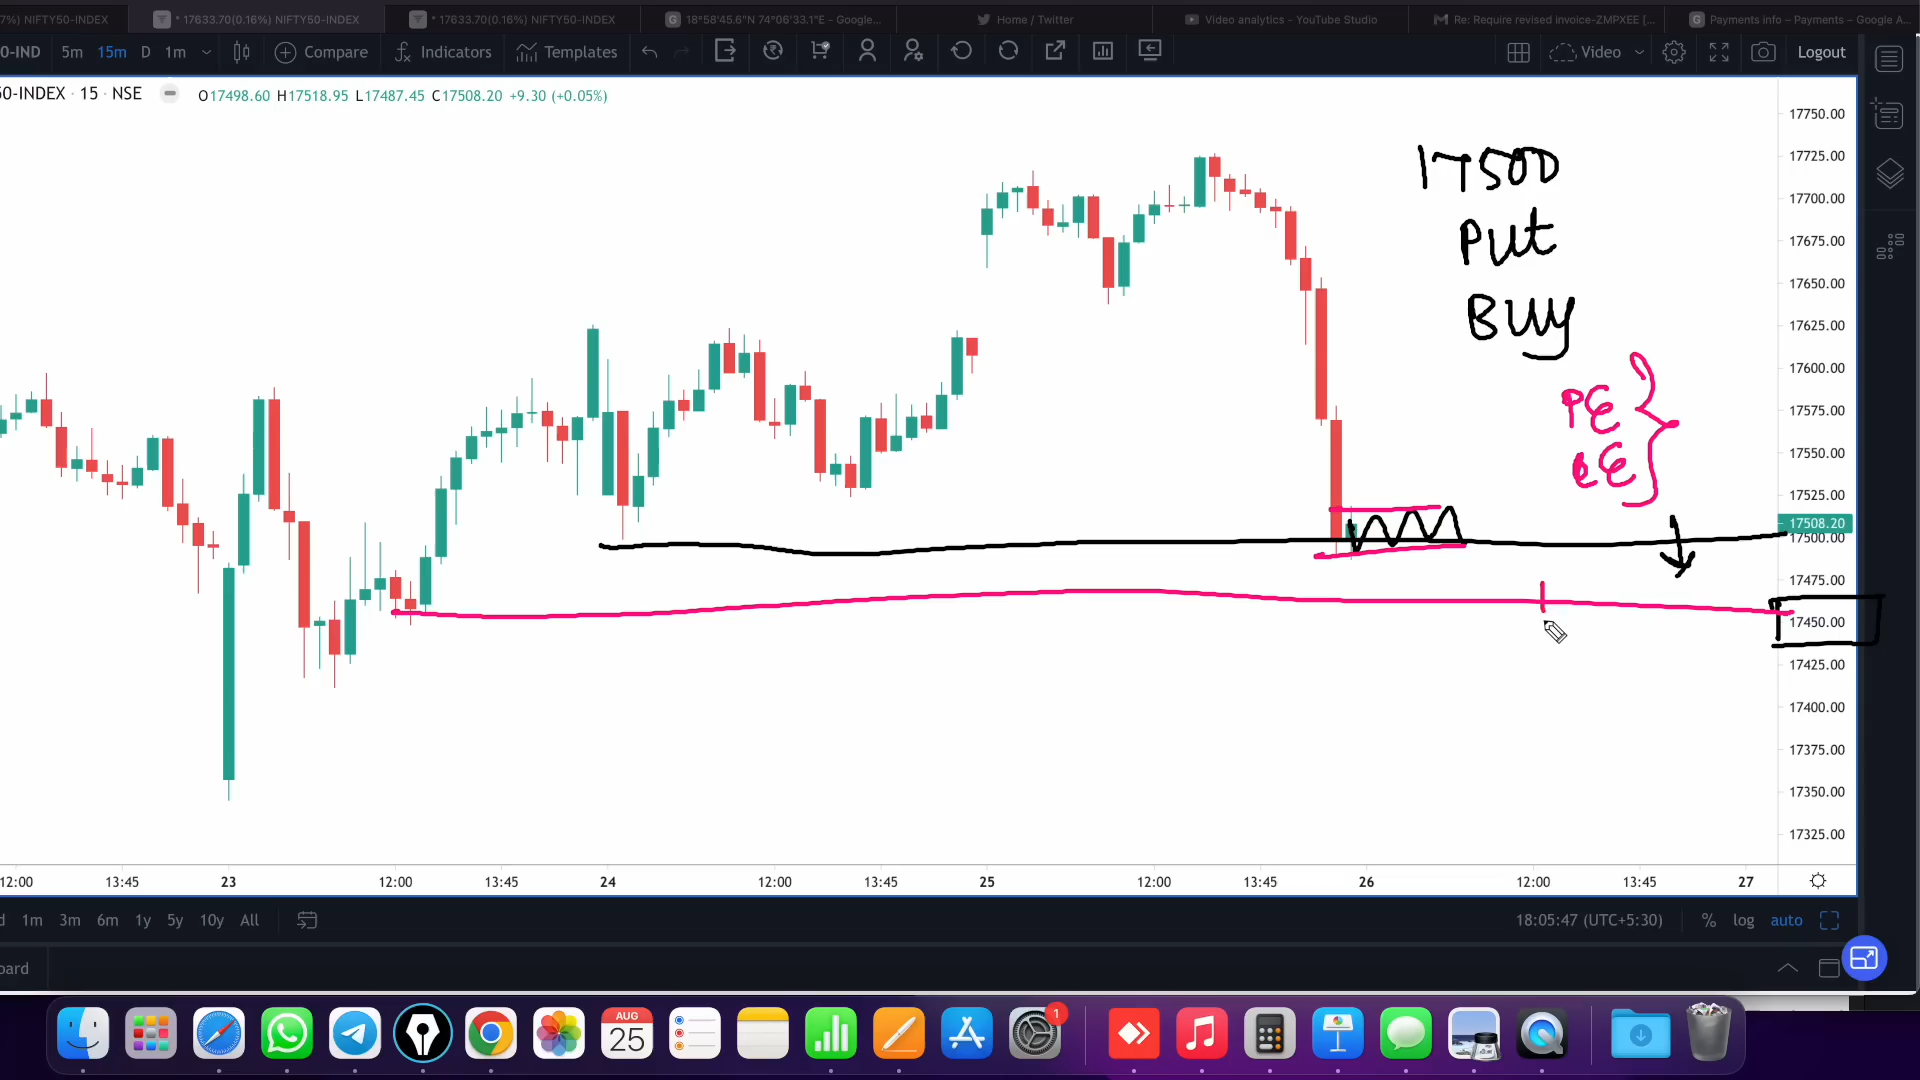 7%) NIFTY50-INDEX
* 17633.70(0.16%) NIFTY50-INDEX
* 17633.70(0.16%) NIFTY50-INDEX
18°58'45.6"N 74°06'33.1"E - Google...
Home / Twitter
Video analytics - YouTube Studio
Re: Require revised invoice-ZMPXEE [...
Payments info – Payments – Google A...
0-IND 5m 15m D 1m Compare Indicators Templates Video Logout
50-INDEX · 15 · NSE O17498.60 H17518.95 L17487.45 C17508.20 +9.30 (+0.05%)
17500
Put
Buy
PE
CE
17750.00
17725.00
17700.00
17675.00
17650.00
17625.00
17600.00
17575.00
17550.00
17525.00
17508.20
17500.00
17475.00
17450.00
17425.00
17400.00
17375.00
17350.00
17325.00
12:00 13:45 23 12:00 13:45 24 12:00 13:45 25 12:00 13:45 26 12:00 13:45 27
d 1m 3m 6m 1y 5y 10y All 18:05:47 (UTC+5:30) % log auto
oard
AUG
25
1